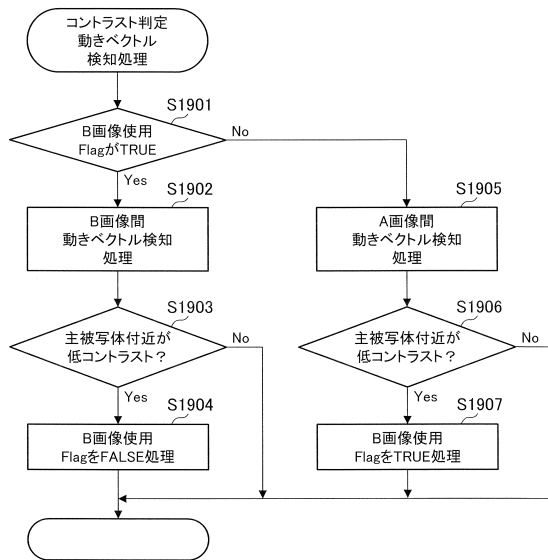 コントラスト判定
動きベクトル
検知処理
S1901
B画像使用
FlagがTRUE
No
Yes
S1902
B画像間
動きベクトル検知
処理
S1905
A画像間
動きベクトル検知
処理
S1903
主被写体付近が
低コントラスト?
No
Yes
S1906
主被写体付近が
低コントラスト?
No
Yes
S1904
B画像使用
FlagをFALSE処理
S1907
B画像使用
FlagをTRUE処理